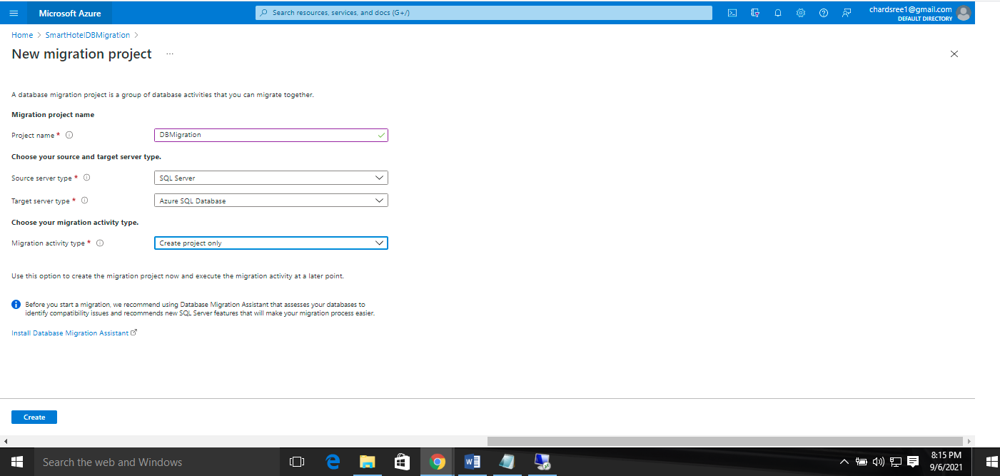 Microsoft Azure
Search resources, services, and docs (G+/)
chardsree1@gmail.com
DEFAULT DIRECTORY
Home > SmartHotelDBMigration >
New migration project ...
A database migration project is a group of database activities that you can migrate together.
Migration project name
Project name * DBMigration
Choose your source and target server type.
Source server type * SQL Server
Target server type * Azure SQL Database
Choose your migration activity type.
Migration activity type * Create project only
Use this option to create the migration project now and execute the migration activity at a later point.
Before you start a migration, we recommend using Database Migration Assistant that assesses your databases to
identify compatibility issues and recommends new SQL Server features that will make your migration process easier.
Install Database Migration Assistant
Create
Search the web and Windows
8:15 PM
9/6/2021